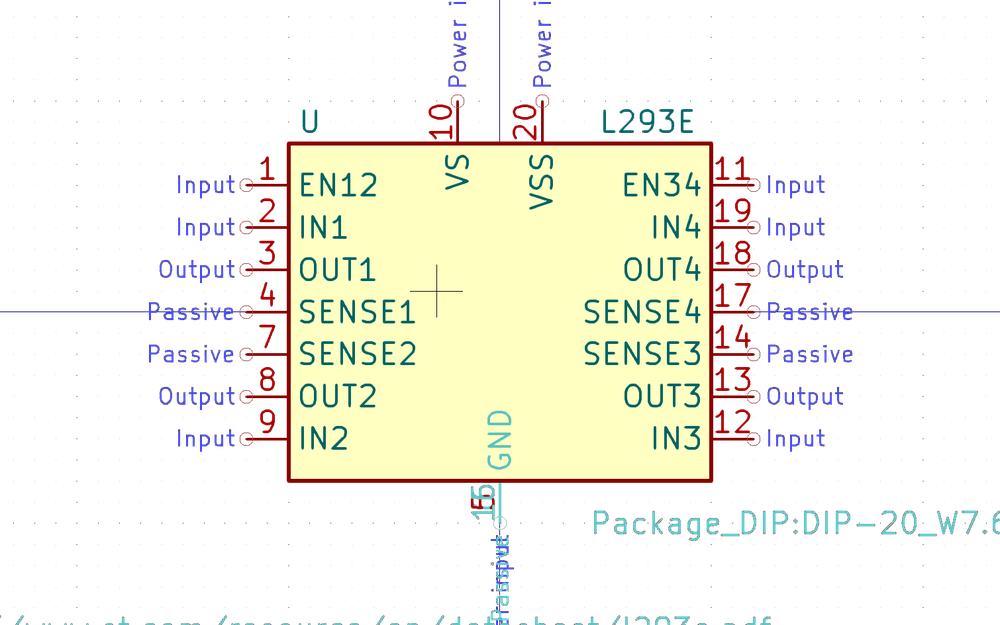 Power i
Power i
10
20
U
L293E
VS
VSS
1
EN12
Input
2
IN1
Input
3
OUT1
Output
4
SENSE1
Passive
7
SENSE2
Passive
8
OUT2
Output
9
IN2
Input
11
EN34
Input
19
IN4
Input
18
OUT4
Output
17
SENSE4
Passive
14
SENSE3
Passive
13
OUT3
Output
12
IN3
Input
GND
Package_DIP:DIP-20_W7.6